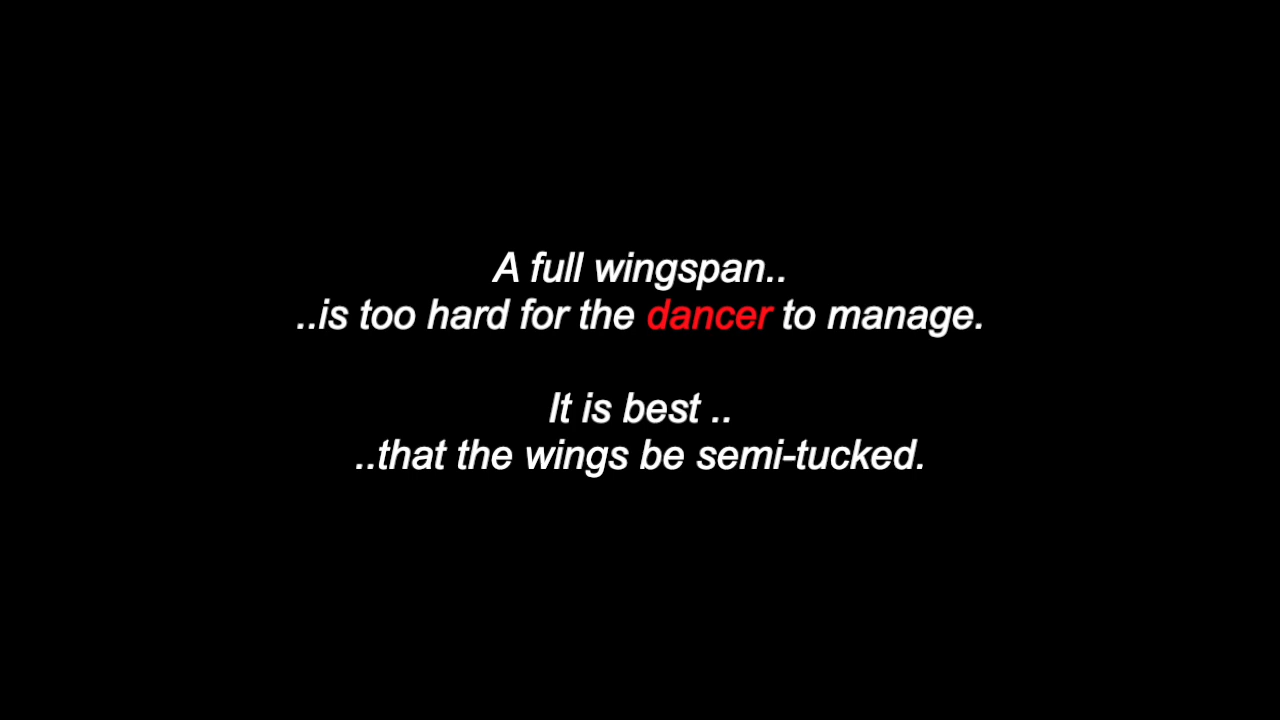 A full wingspan..
..is too hard for the dancer to manage.
It is best ..
..that the wings be semi-tucked.